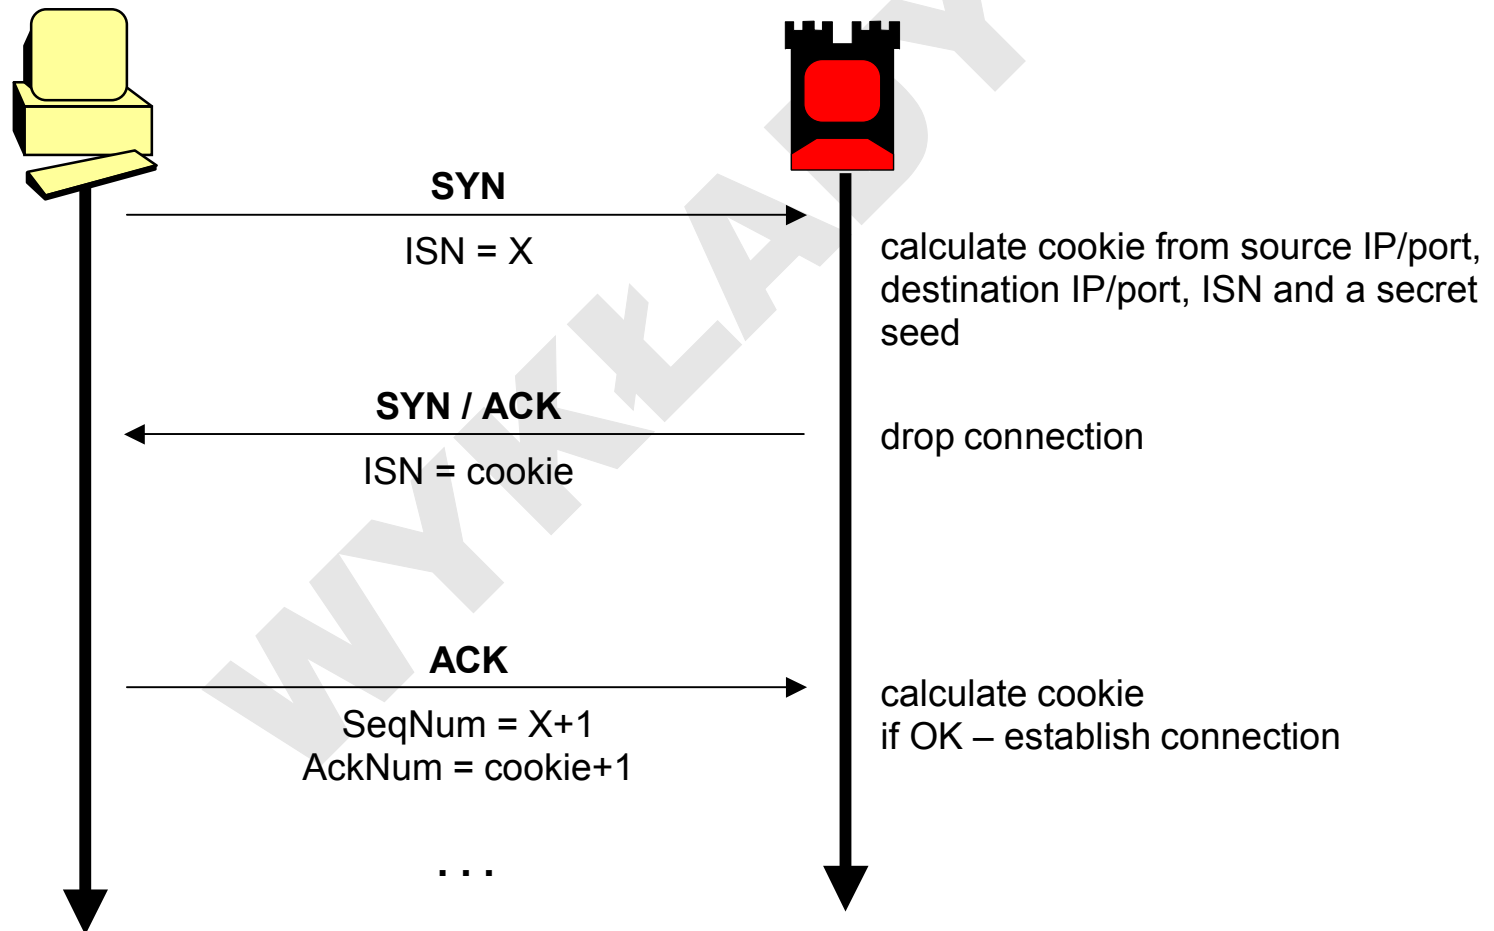 SYN
ISN = X
calculate cookie from source IP/port,
destination IP/port, ISN and a secret
seed
SYN / ACK
ISN = cookie
drop connection
ACK
SeqNum = X+1
AckNum = cookie+1
calculate cookie
if OK – establish connection
. . .
WYKŁADY